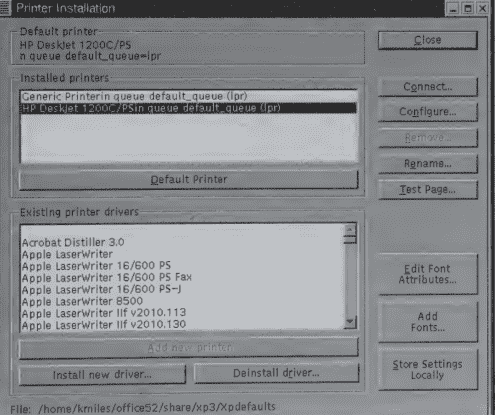 Printer Installation
Default printer
HP DeskJet 1200C/PS
n queue default_queue=lpr
Close
Installed printers
Generic Printerin queue default_queue (lpr)
HP DeskJet 1200C/PSin queue default_queue (lpr)
Connect...
Configure...
Remove...
Rename...
Default Printer
Test Page...
Existing printer drivers
Acrobat Distiller 3.0
Apple LaserWriter
Apple LaserWriter 16/600 PS
Apple LaserWriter 16/600 PS Fax
Apple LaserWriter 16/600 PS-J
Apple LaserWriter 8500
Apple LaserWriter IIf v2010.113
Apple LaserWriter IIf v2010.130
Edit Font
Attributes...
Add
Fonts...
Add new printer
Install new driver...
Deinstall driver...
Store Settings
Locally
File: /home/krniles/office52/share/xp3/Xpdefaults